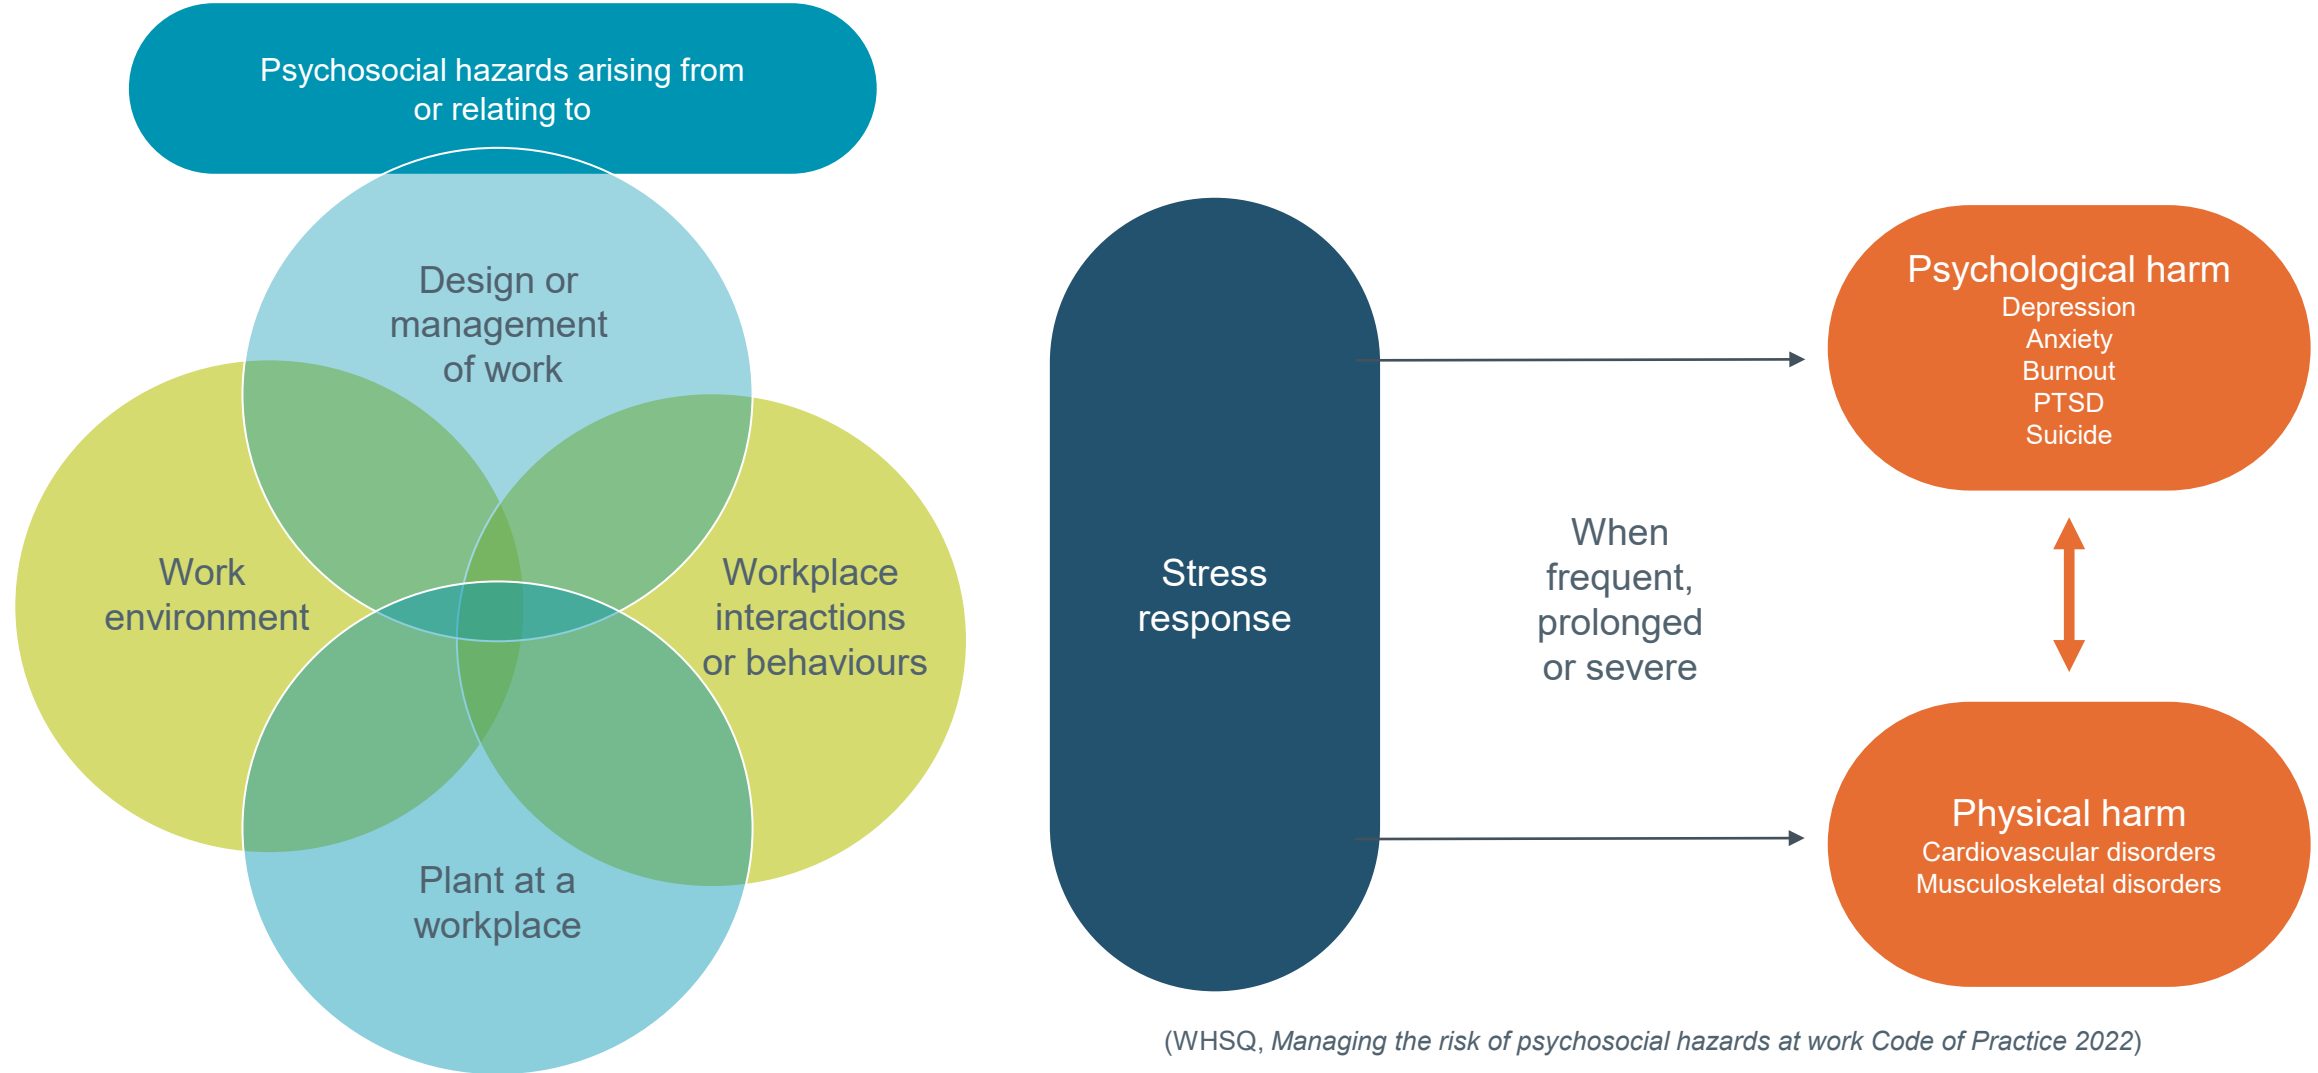 Psychosocial hazards arising from
or relating to
Design or
management
of work
Work
environment
Workplace
interactions
or behaviours
Plant at a
workplace
Stress
response
When
frequent,
prolonged
or severe
Psychological harm
Depression
Anxiety
Burnout
PTSD
Suicide
Physical harm
Cardiovascular disorders
Musculoskeletal disorders
(WHSQ, Managing the risk of psychosocial hazards at work Code of Practice 2022)